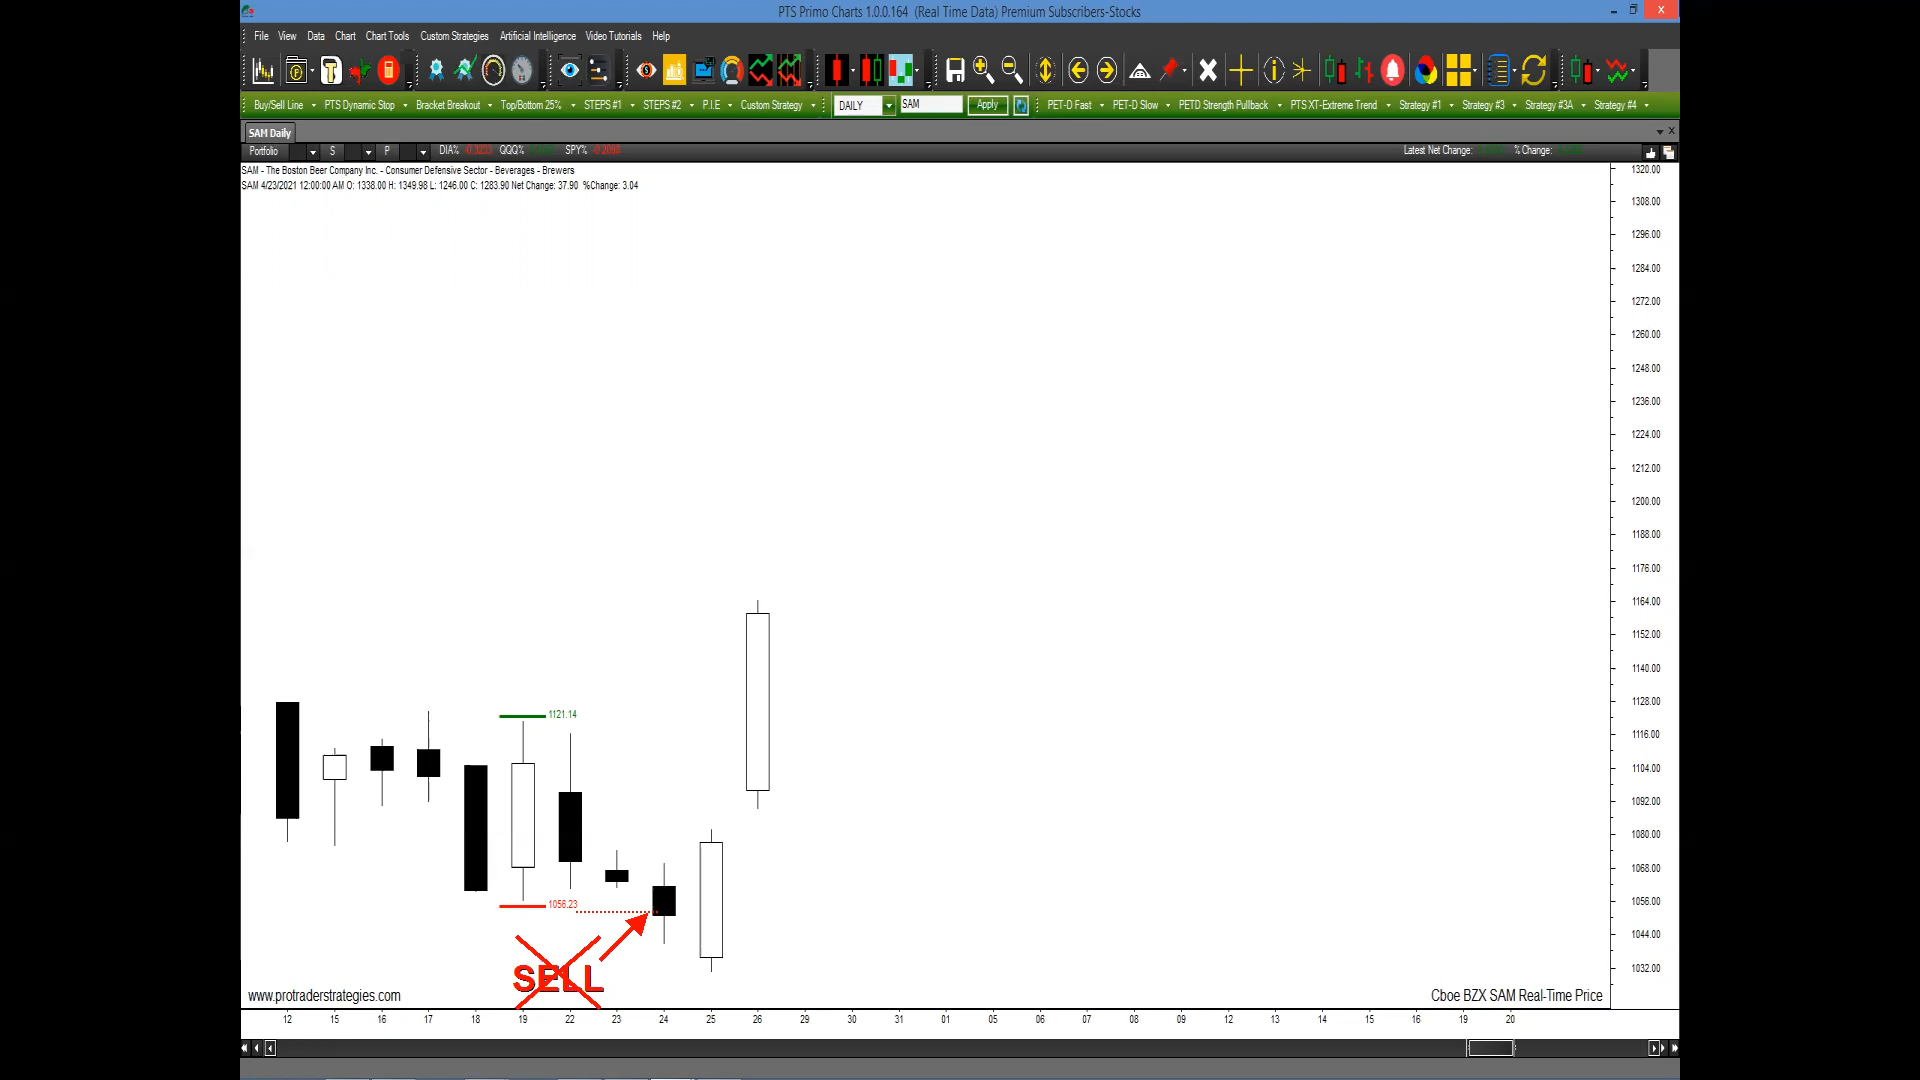 PTS Primo Charts 1.0.0.164 (Real Time Data) Premium Subscribers-Stocks
File View Data Chart Chart Tools Custom Strategies Artificial Intelligence Video Tutorials Help
Buy/Sell Line PTS Dynamic Stop Bracket Breakout Top/Bottom 25% STEPS #1 STEPS #2 P.I.E Custom Strategy DAILY SAM Apply PET-D Fast PET-D Slow PETD Strength Pullback PTS XT-Extreme Trend Strategy #1 Strategy #3 Strategy #3A Strategy #4
SAM Daily
Portfolio S P DIA% QQQ% SPY% Latest Net Change: % Change:
SAM - The Boston Beer Company Inc. - Consumer Defensive Sector - Beverages - Brewers
SAM 4/23/2021 12:00:00 AM O: 1338.00 H: 1349.98 L: 1246.00 C: 1283.90 Net Change: 37.90 %Change: 3.04
1320.00
1308.00
1296.00
1284.00
1272.00
1260.00
1248.00
1236.00
1224.00
1212.00
1200.00
1188.00
1176.00
1164.00
1152.00
1140.00
1128.00
1116.00
1104.00
1092.00
1080.00
1068.00
1056.00
1044.00
1032.00
1121.14
1056.23
SELL
www.protraderstrategies.com
Cboe BZX SAM Real-Time Price
12 15 16 17 18 19 22 23 24 25 26 29 30 31 01 05 06 07 08 09 12 13 14 15 16 19 20